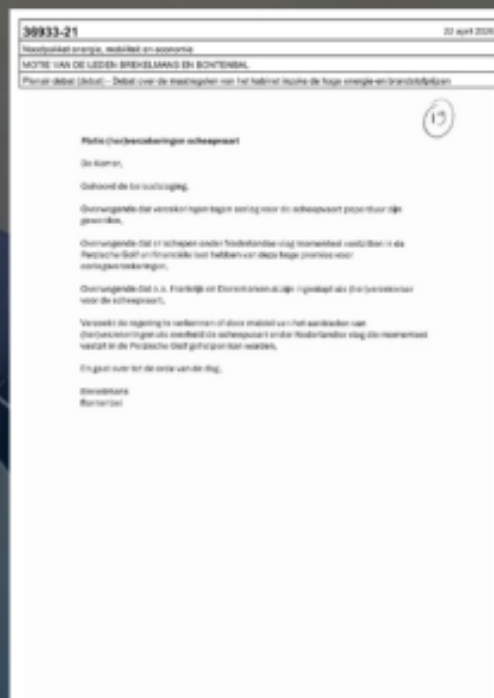 36933-21
22 april 2026
Noodpakket energie, mobiliteit en economie
MOTIE VAN DE LEDEN BREKELMANS EN BONTENBAL
Plenair debat (debat) - Debat over de maatregelen van het kabinet inzake de hoge energie-en brandstofprijzen
19
Motie (her)verzekeringen scheepvaart
De Kamer,
Gehoord de beraadslaging,
Overwegende dat verzekeringen tegen oorlog voor de scheepvaart peperduur zijn
geworden,
Overwegende dat er schepen onder Nederlandse vlag momenteel vastzitten in de
Perzische Golf en financiële last hebben van deze hoge premies voor
oorlogsverzekeringen,
Overwegende dat o.a. Frankrijk en Denemarken al zijn ingestapt als (her)verzekeraar
voor de scheepvaart,
Verzoekt de regering te verkennen of door middel van het aanbieden van
(her)verzekeringen als overheid de scheepvaart onder Nederlandse vlag die momenteel
vastzit in de Perzische Golf geholpen kan worden,
En gaat over tot de orde van de dag,
Brekelmans
Bontenbal